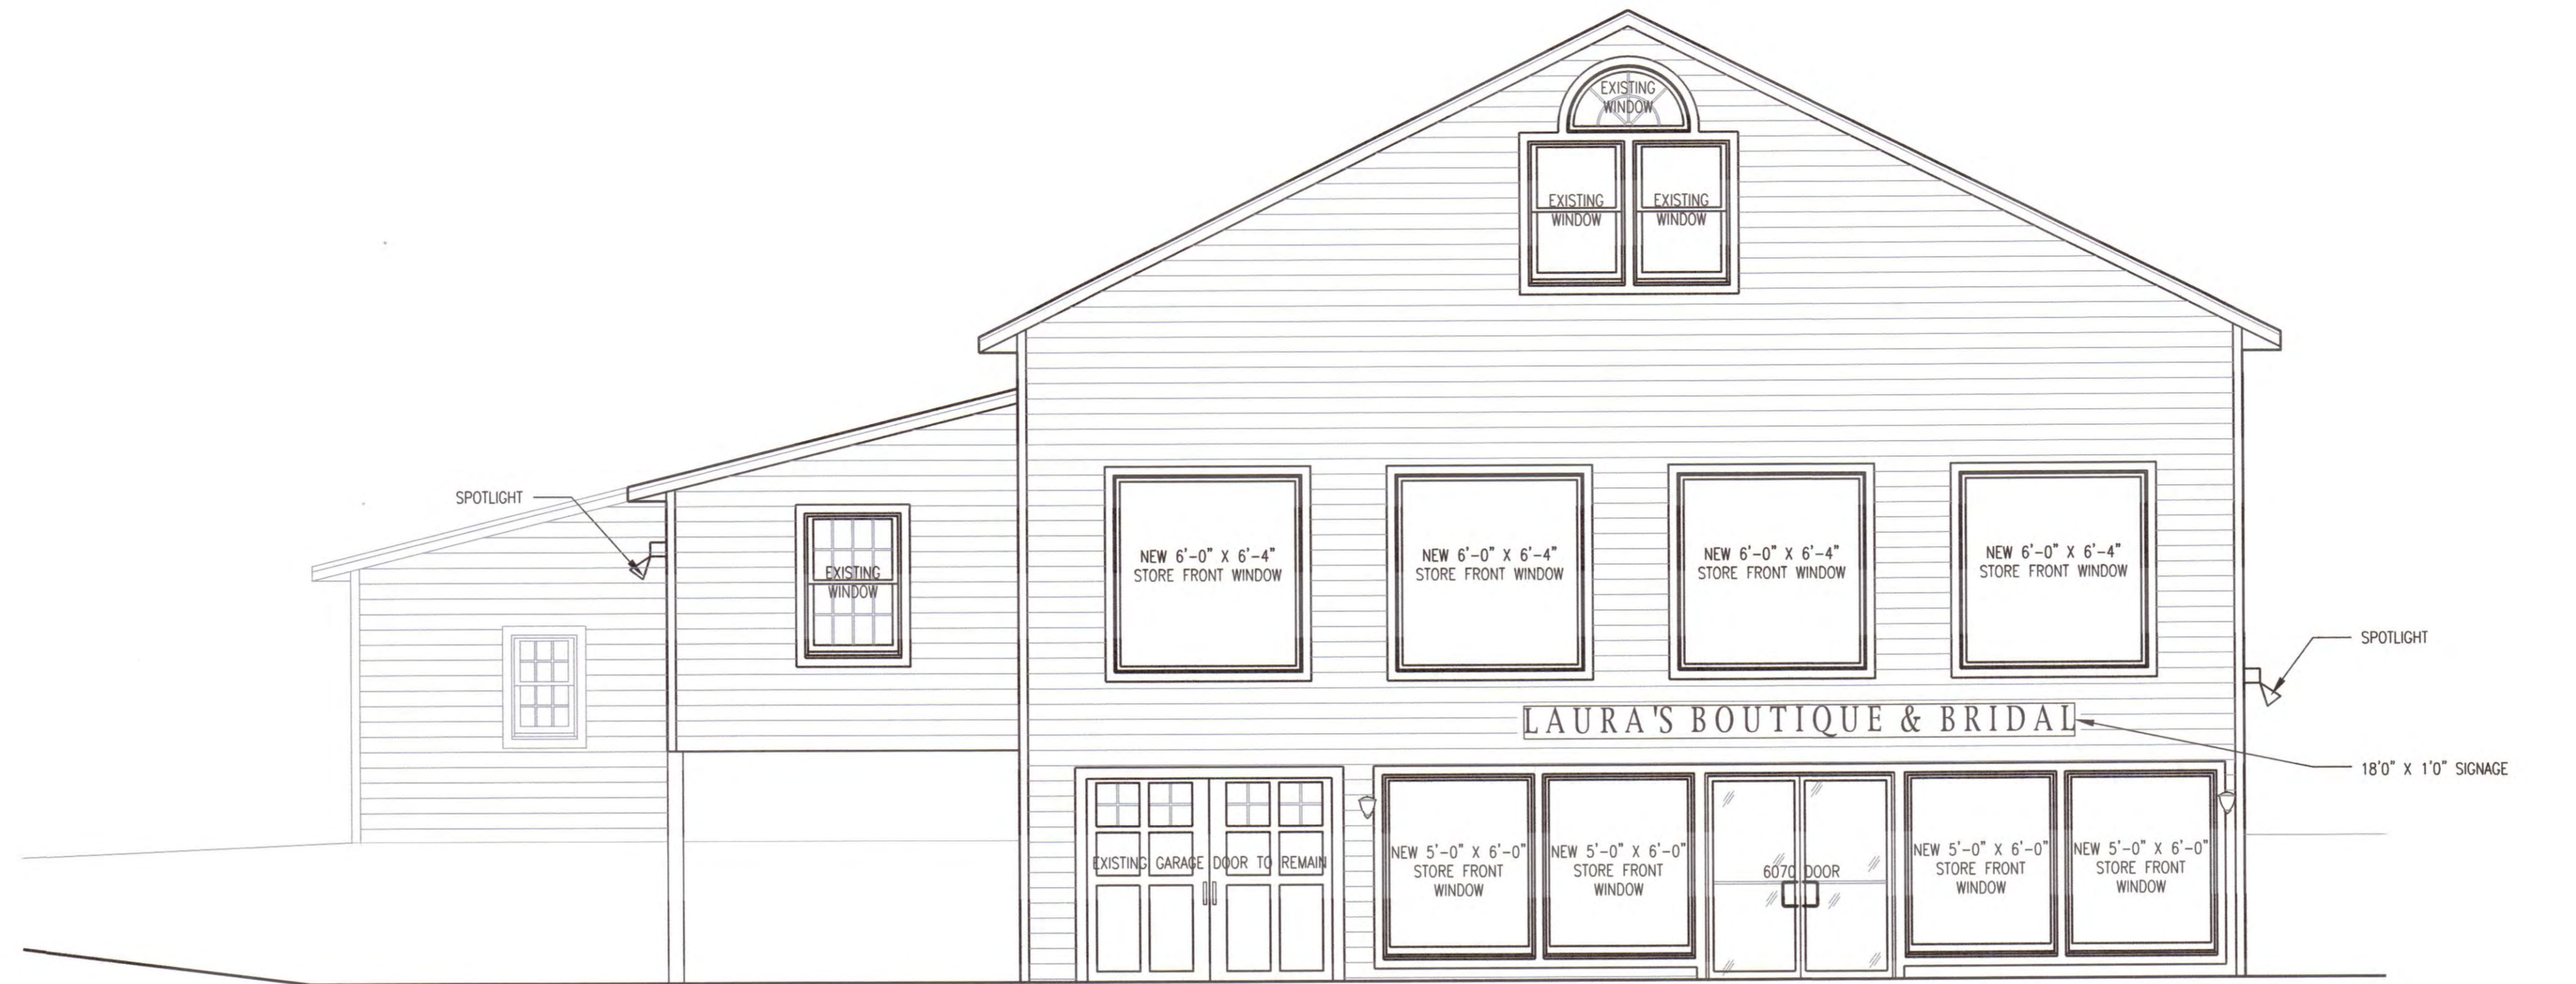 EXISTING
WINDOW
EXISTING
WINDOW
EXISTING
WINDOW
SPOTLIGHT
EXISTING
WINDOW
NEW 6'-0" X 6'-4"
STORE FRONT WINDOW
NEW 6'-0" X 6'-4"
STORE FRONT WINDOW
NEW 6'-0" X 6'-4"
STORE FRONT WINDOW
NEW 6'-0" X 6'-4"
STORE FRONT WINDOW
SPOTLIGHT
LAURA'S BOUTIQUE & BRIDAL
18'0" X 1'0" SIGNAGE
EXISTING GARAGE DOOR TO REMAIN
NEW 5'-0" X 6'-0"
STORE FRONT
WINDOW
NEW 5'-0" X 6'-0"
STORE FRONT
WINDOW
6070 DOOR
NEW 5'-0" X 6'-0"
STORE FRONT
WINDOW
NEW 5'-0" X 6'-0"
STORE FRONT
WINDOW